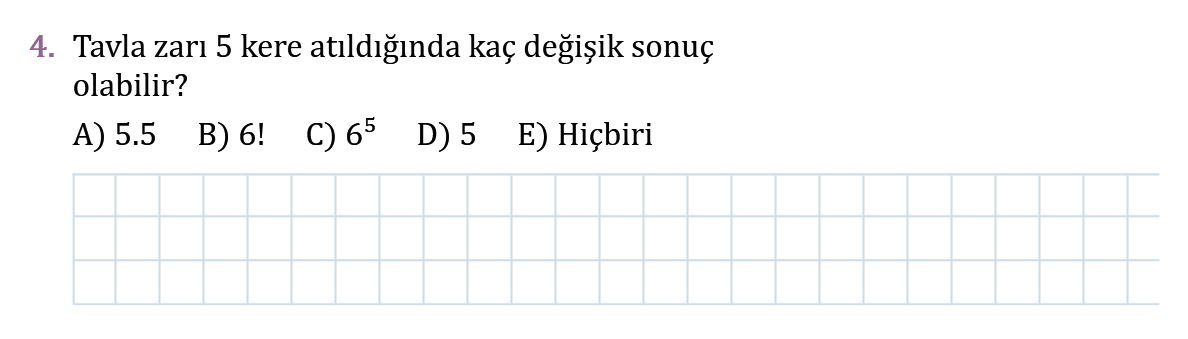 4. Tavla zarı 5 kere atıldığında kaç değişik sonuç
olabilir?
A) 5.5 B) 6! C) 6⁵ D) 5 E) Hiçbiri